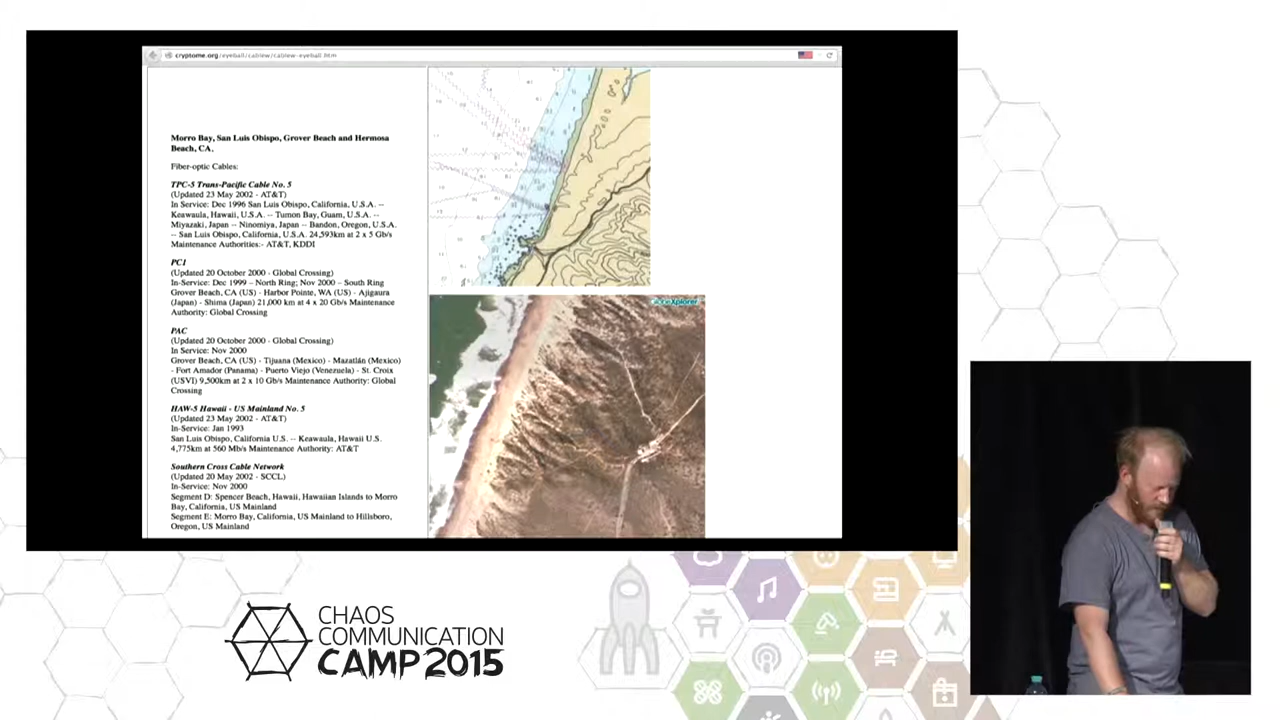 cryptome.org/eyeball/cablew/cablew-eyeball.htm
Morro Bay, San Luis Obispo, Grover Beach and Hermosa
Beach, CA.
Fiber-optic Cables:
TPC-5 Trans-Pacific Cable No. 5
(Updated 23 May 2002 - AT&T)
In Service: Dec 1996 San Luis Obispo, California, U.S.A. --
Keawaula, Hawaii, U.S.A. -- Tumon Bay, Guam, U.S.A. --
Miyazaki, Japan -- Ninomiya, Japan -- Bandon, Oregon, U.S.A.
-- San Luis Obispo, California, U.S.A. 24,593km at 2 x 5 Gb/s
Maintenance Authorities:- AT&T, KDDI
PC1
(Updated 20 October 2000 - Global Crossing)
In-Service: Dec 1999 – North Ring; Nov 2000 – South Ring
Grover Beach, CA (US) - Harbor Pointe, WA (US) - Ajigaura
(Japan) - Shima (Japan) 21,000 km at 4 x 20 Gb/s Maintenance
Authority: Global Crossing
PAC
(Updated 20 October 2000 - Global Crossing)
In Service: Nov 2000
Grover Beach, CA (US) - Tijuana (Mexico) - Mazatlán (Mexico)
- Fort Amador (Panama) - Puerto Viejo (Venezuela) - St. Croix
(USVI) 9,500km at 2 x 10 Gb/s Maintenance Authority: Global
Crossing
HAW-5 Hawaii - US Mainland No. 5
(Updated 23 May 2002 - AT&T)
In-Service: Jan 1993
San Luis Obispo, California U.S. -- Keawaula, Hawaii U.S.
4,775km at 560 Mb/s Maintenance Authority: AT&T
Southern Cross Cable Network
(Updated 20 May 2002 - SCCL)
In-Service: Nov 2000
Segment D: Spencer Beach, Hawaii, Hawaiian Islands to Morro
Bay, California, US Mainland
Segment E: Morro Bay, California, US Mainland to Hillsboro,
Oregon, US Mainland
GlobeXplorer
CHAOS
COMMUNICATION
CAMP 2015